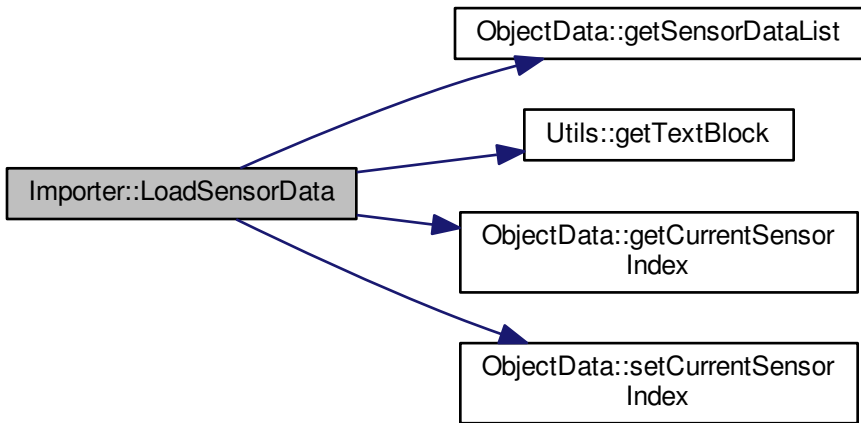 ObjectData::getSensorDataList
Utils::getTextBlock
Importer::LoadSensorData
ObjectData::getCurrentSensor
Index
ObjectData::setCurrentSensor
Index